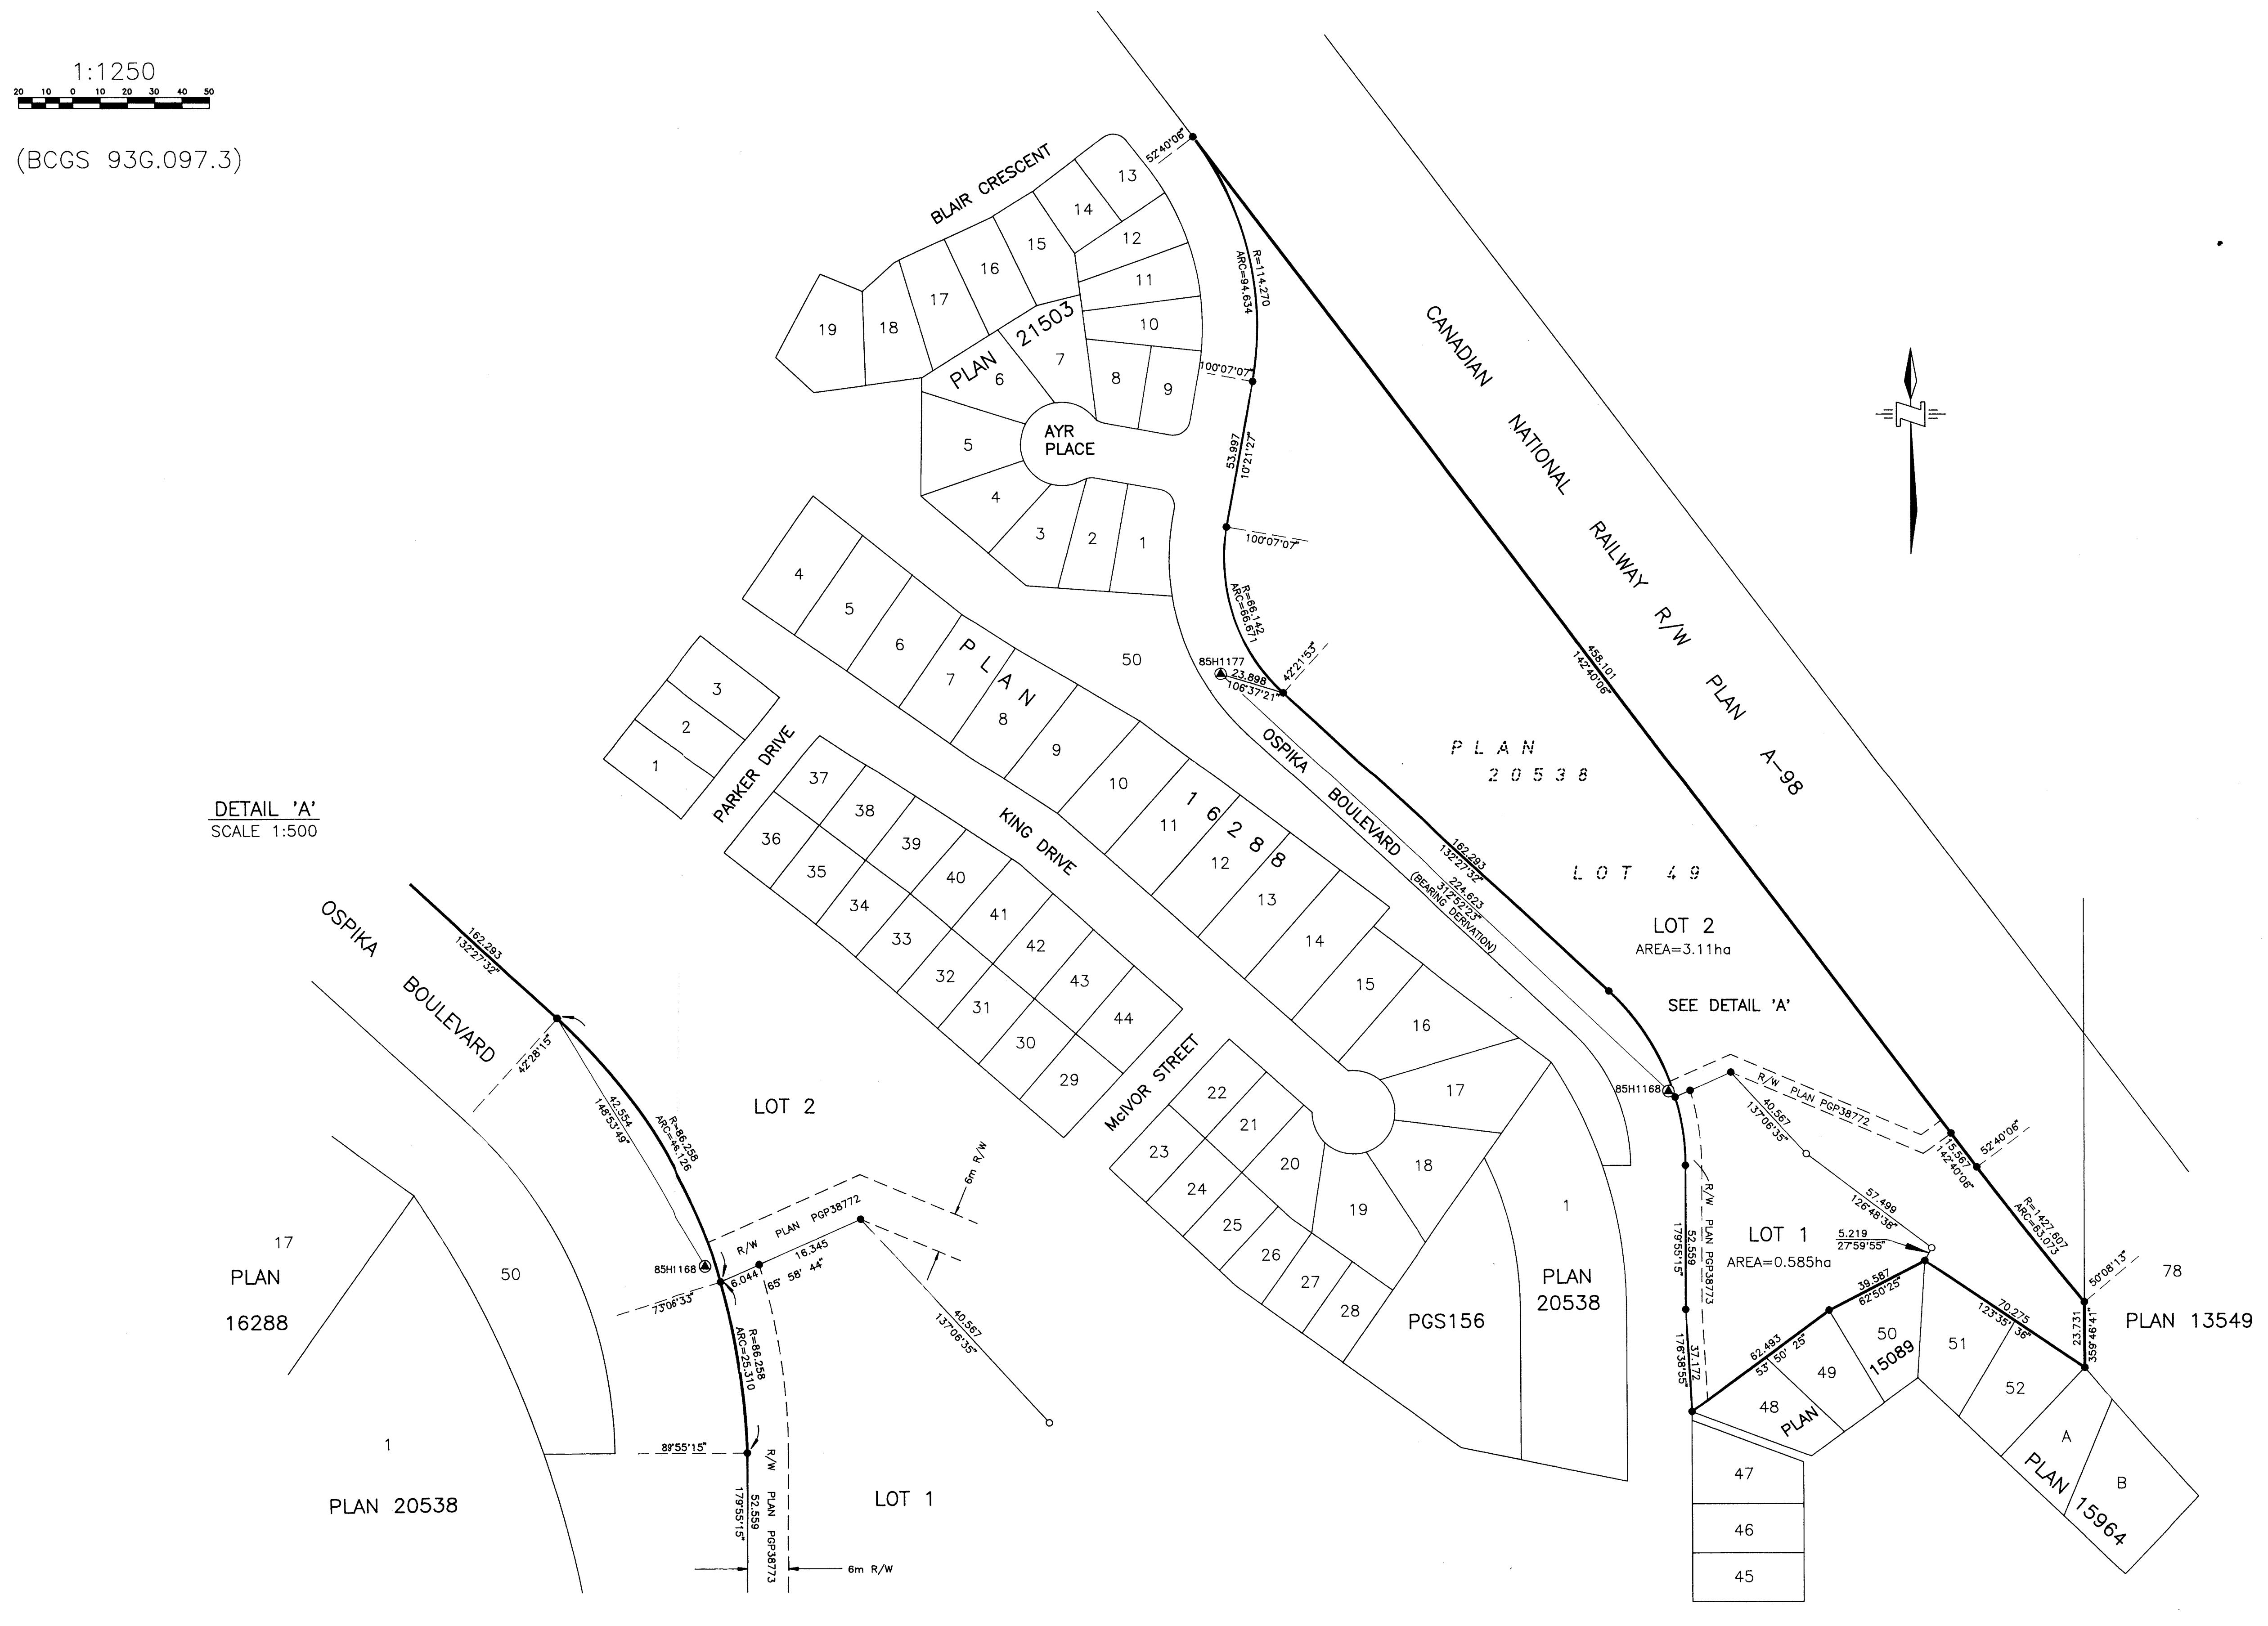 1:1250
20 10 0 10 20 30 40 50
(BCGS 93G.097.3)
BLAIR CRESCENT
13
14
15
16
17
18
19
12
11
10
9
8
7
6
PLAN 21503
5
4
3
2
1
AYR
PLACE
52°40'06"
R=114.270
ARC=94.634
100°07'07"
53.997
10°21'27"
100°07'07"
R=66.142
ARC=66.671
42°21'53"
85H1177
23.898
106°37'21"
CANADIAN NATIONAL RAILWAY R/W PLAN A-98
458.101
142°40'06"
PLAN
20538
LOT 49
LOT 2
AREA=3.11ha
SEE DETAIL 'A'
OSPIKA BOULEVARD
162.293
132°27'32"
224.623
312°52'23"
(BEARING DERIVATION)
50
4
5
6
7
8
9
10
11
12
13
14
15
16
17
18
19
20
21
22
23
24
25
26
27
28
PLAN
16288
3
2
1
PARKER DRIVE
KING DRIVE
McIVOR STREET
37
38
39
40
41
42
43
44
36
35
34
33
32
31
30
29
PGS156
1
PLAN
20538
85H1168
R/W PLAN PGP38772
40.567
137°06'35"
57.499
126°48'38"
15.567
142°40'06"
52°40'06"
R=1427.607
ARC=63.073
50°08'13"
78
PLAN 13549
23.731
359°46'41"
LOT 1
AREA=0.585ha
5.219
27°59'55"
R/W PLAN PGP38773
52.559
179°55'15"
37.172
176°38'55"
62.493
53° 50' 25"
39.587
62°50'25"
70.275
123°35' 36"
48
49
50
51
52
PLAN 15089
A
B
PLAN 15964
47
46
45
DETAIL 'A'
SCALE 1:500
OSPIKA BOULEVARD
162.293
132°27'32"
42°28'15"
42.554
148°53'49"
R=86.258
ARC=46.126
LOT 2
85H1168
R/W PLAN PGP38772
6m R/W
6.044
16.345
65° 58' 44"
73°06'33"
40.567
137°06'35"
R=86.258
ARC=25.310
89°55'15"
R/W PLAN PGP38773
52.559
179°55'15"
LOT 1
6m R/W
17
PLAN
16288
50
1
PLAN 20538